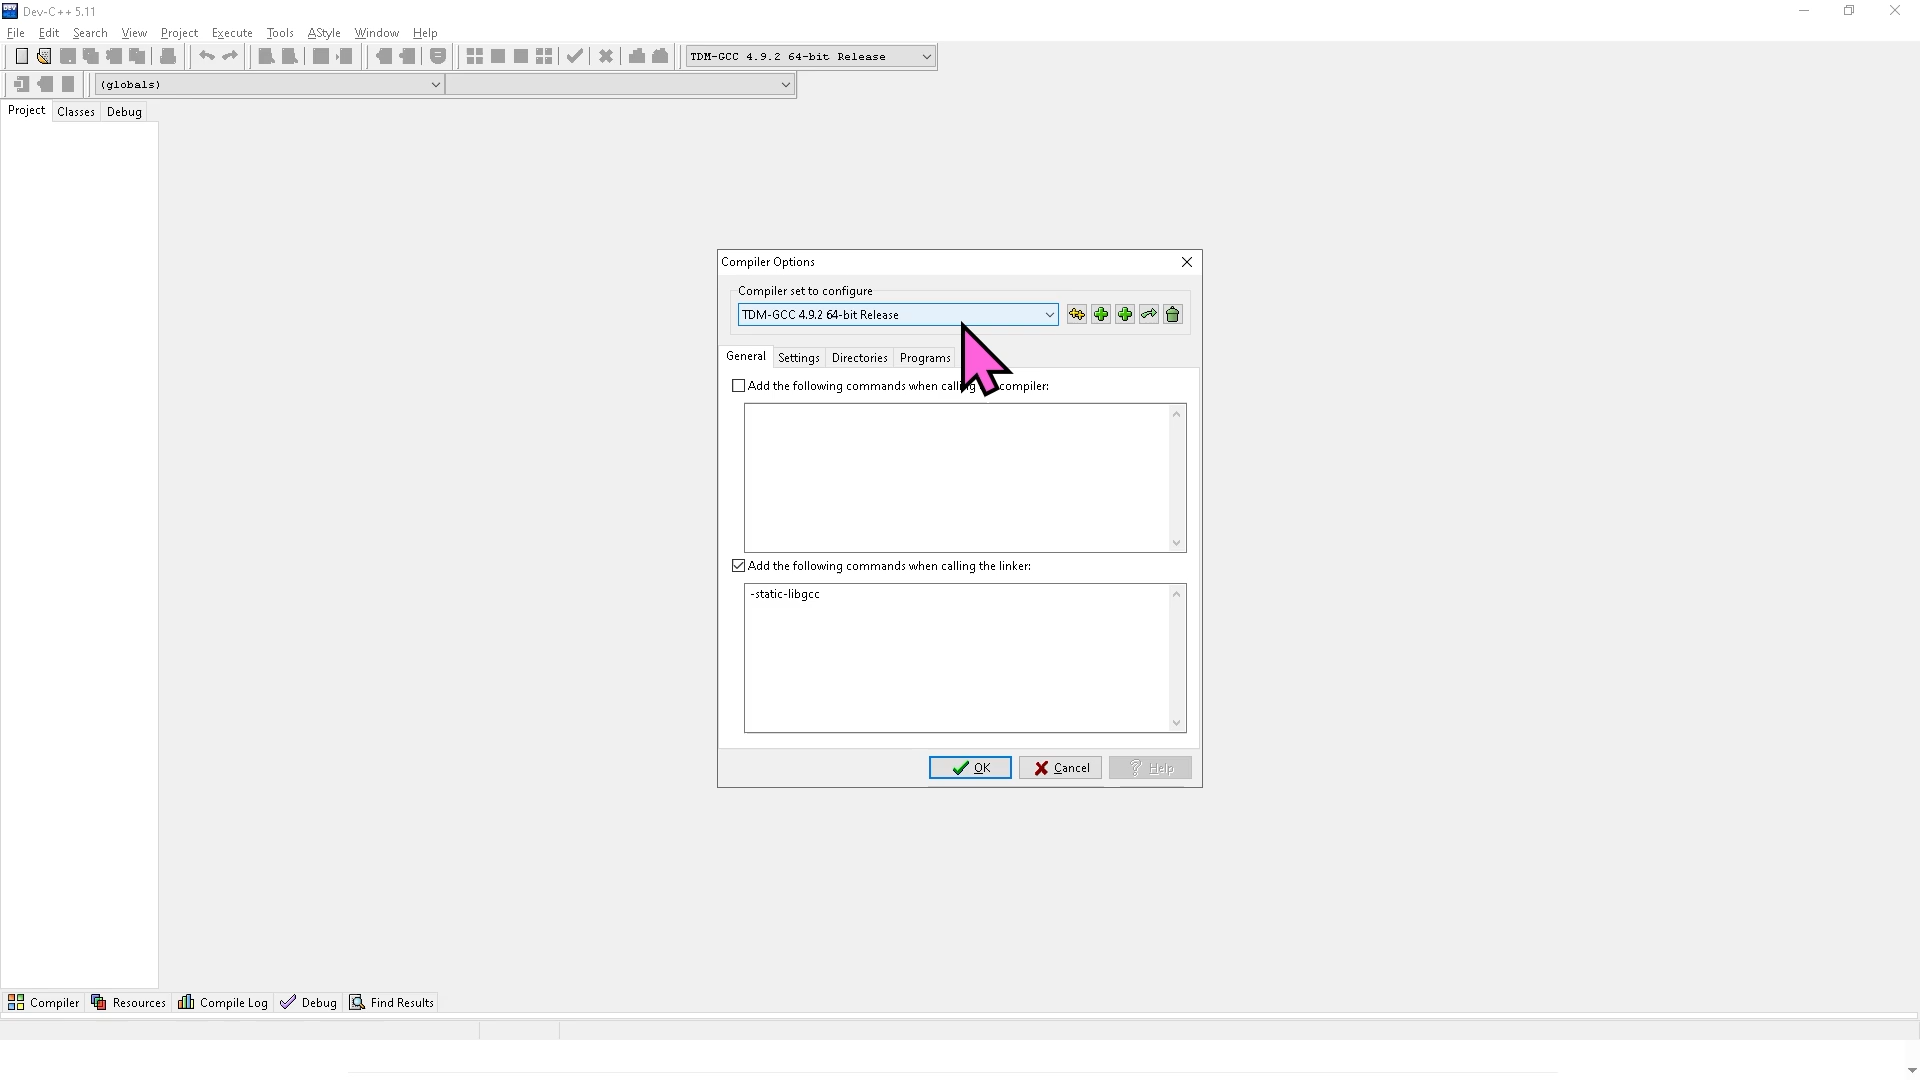 Dev-C++ 5.11
File Edit Search View Project Execute Tools AStyle Window Help
TDM-GCC 4.9.2 64-bit Release
(globals)
Project Classes Debug
Compiler Options
Compiler set to configure
TDM-GCC 4.9.2 64-bit Release
General Settings Directories Programs
Add the following commands when calling compiler:
Add the following commands when calling the linker:
-static-libgcc
OK Cancel Help
Compiler Resources Compile Log Debug Find Results